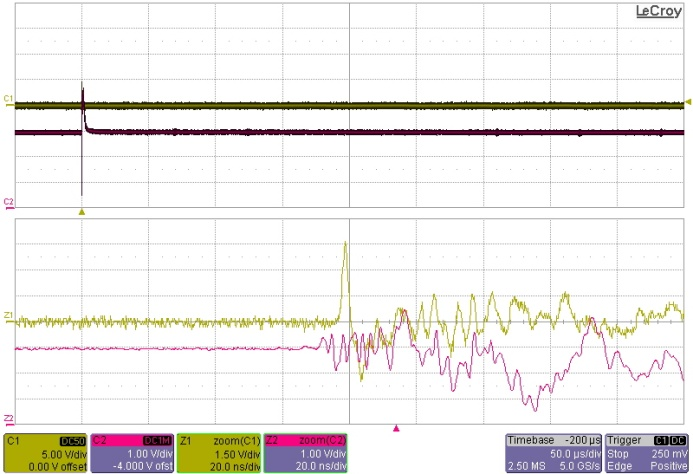 LeCroy
C1
C2
Z1
Z2
C1 DC50
5.00 V/div
0.00 V offset
C2 DC1M
1.00 V/div
-4.000 V ofst
Z1 zoom(C1)
1.50 V/div
20.0 ns/div
Z2 zoom(C2)
1.00 V/div
20.0 ns/div
Timebase -200 µs
50.0 µs/div
2.50 MS 5.0 GS/s
Trigger C1 DC
Stop 250 mV
Edge Positive